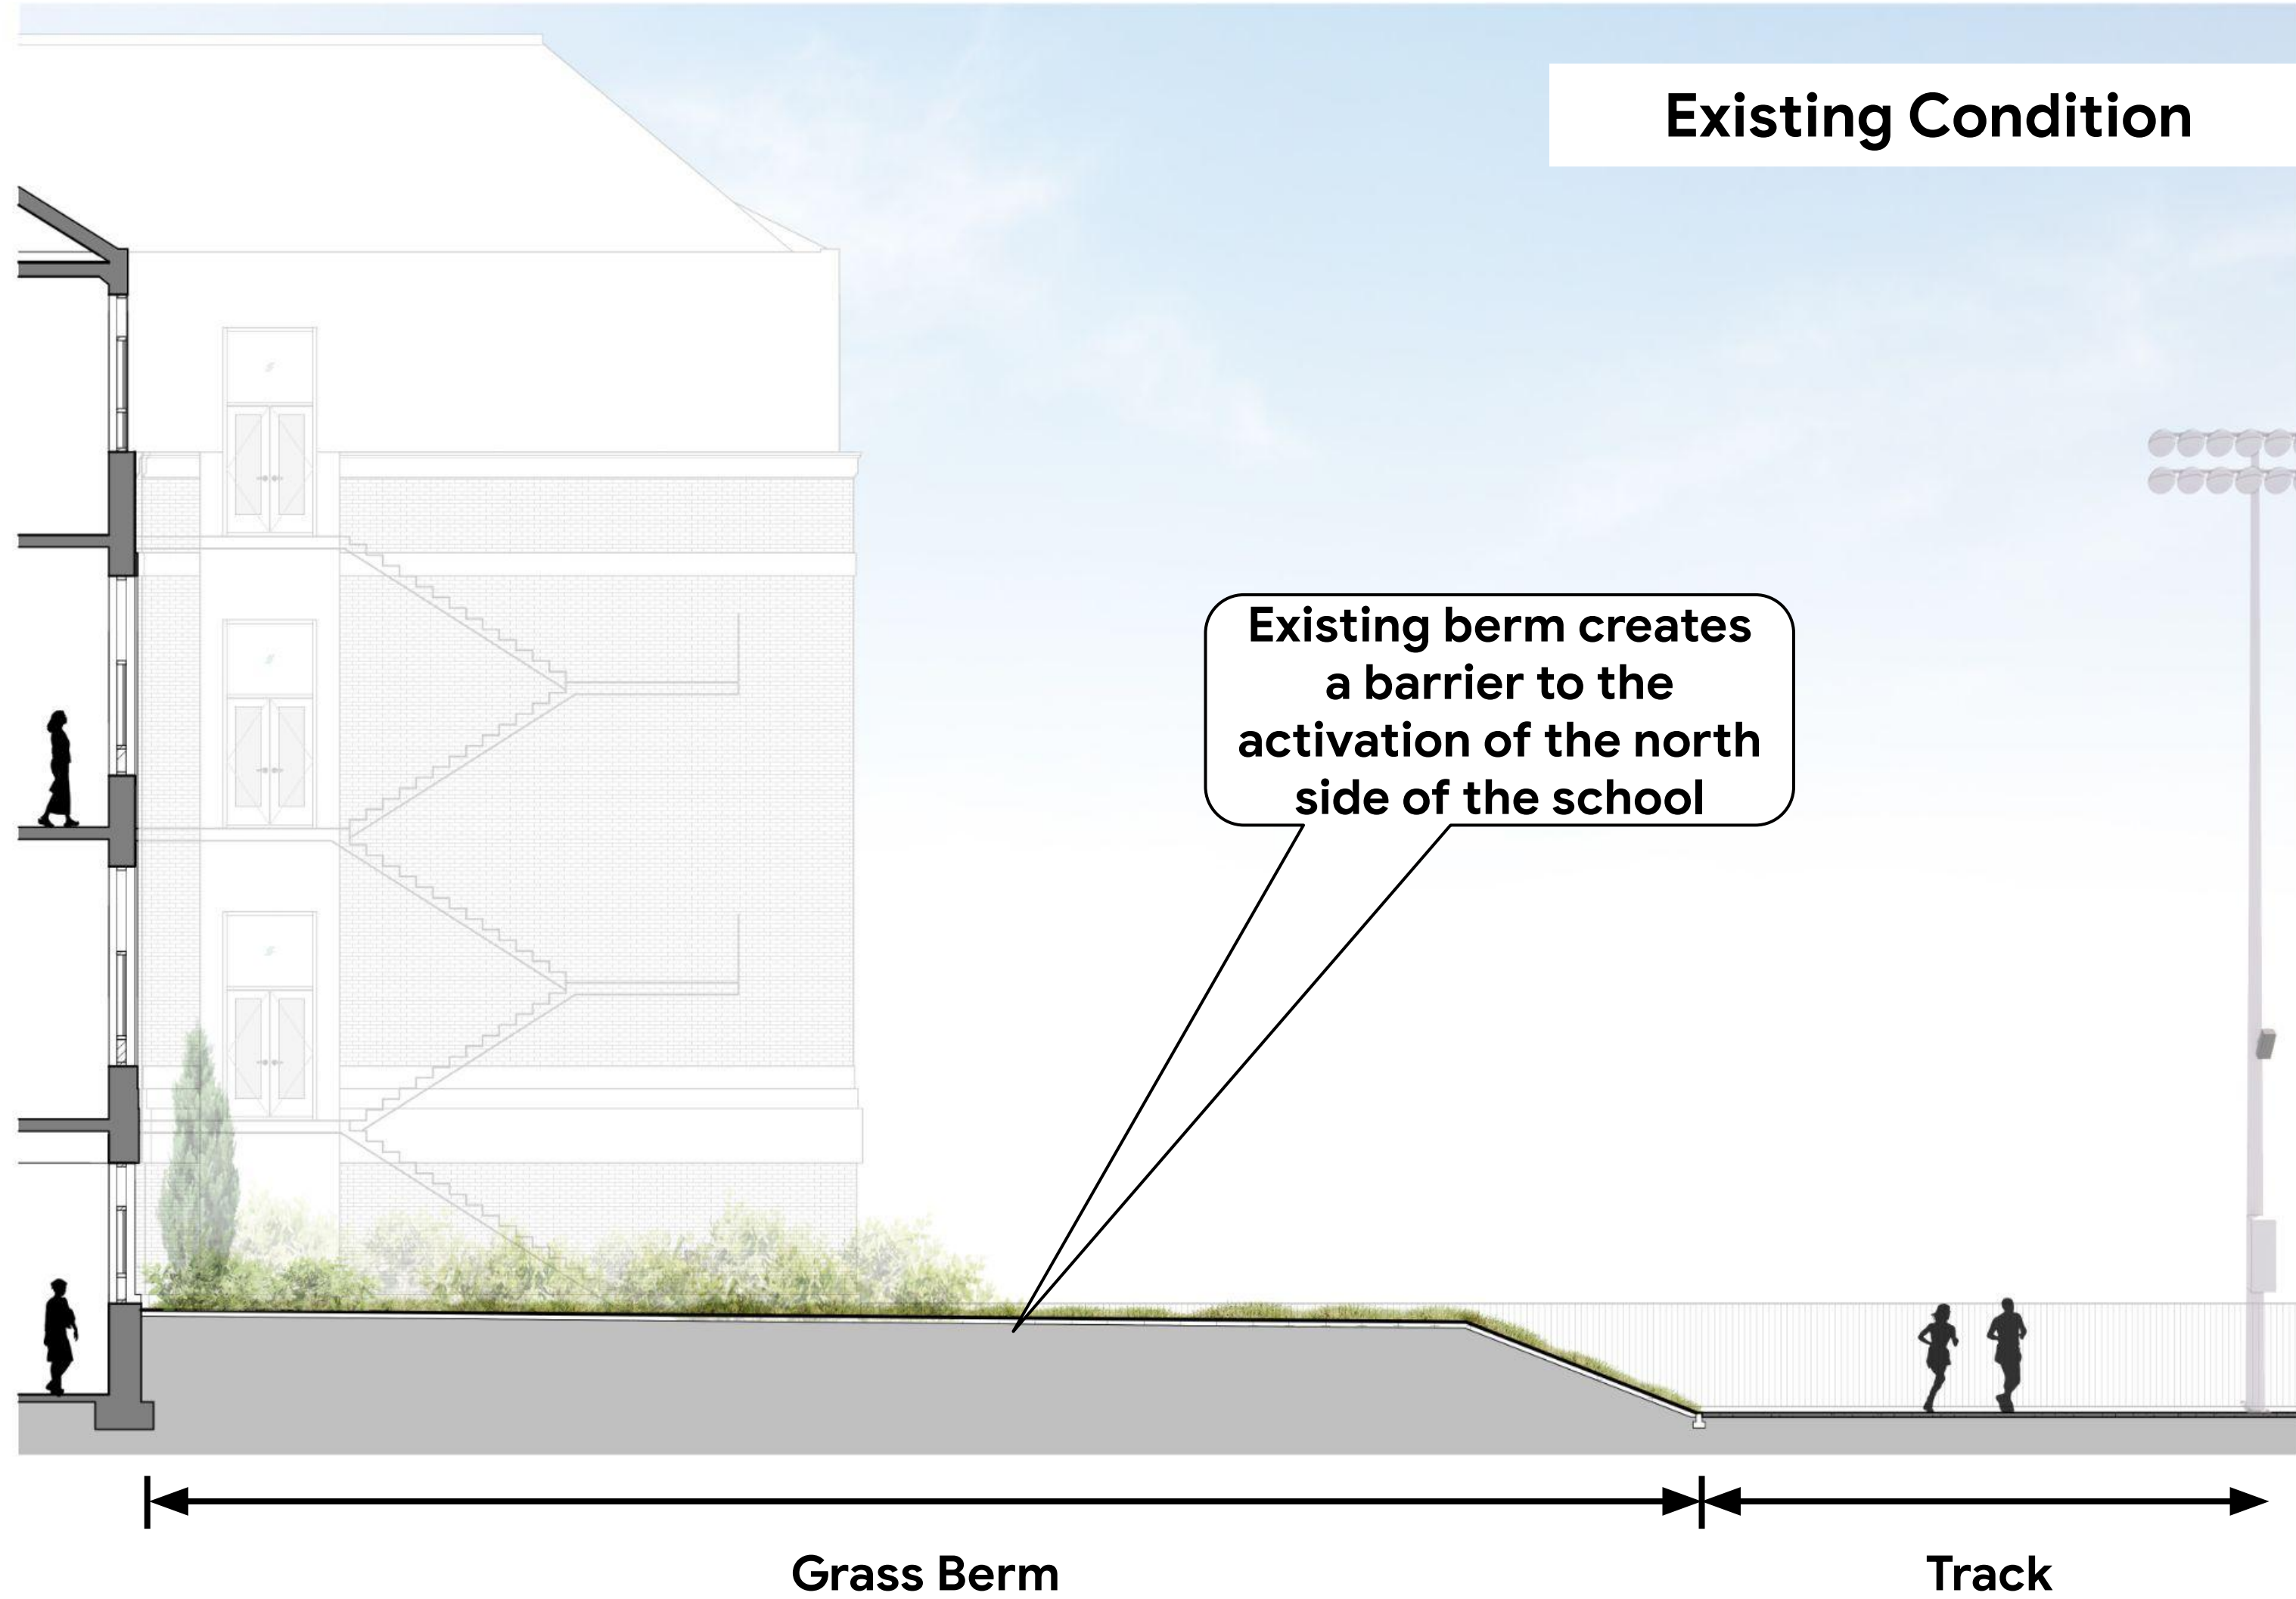 Existing Condition
Existing berm creates
a barrier to the
activation of the north
side of the school
Grass Berm
Track